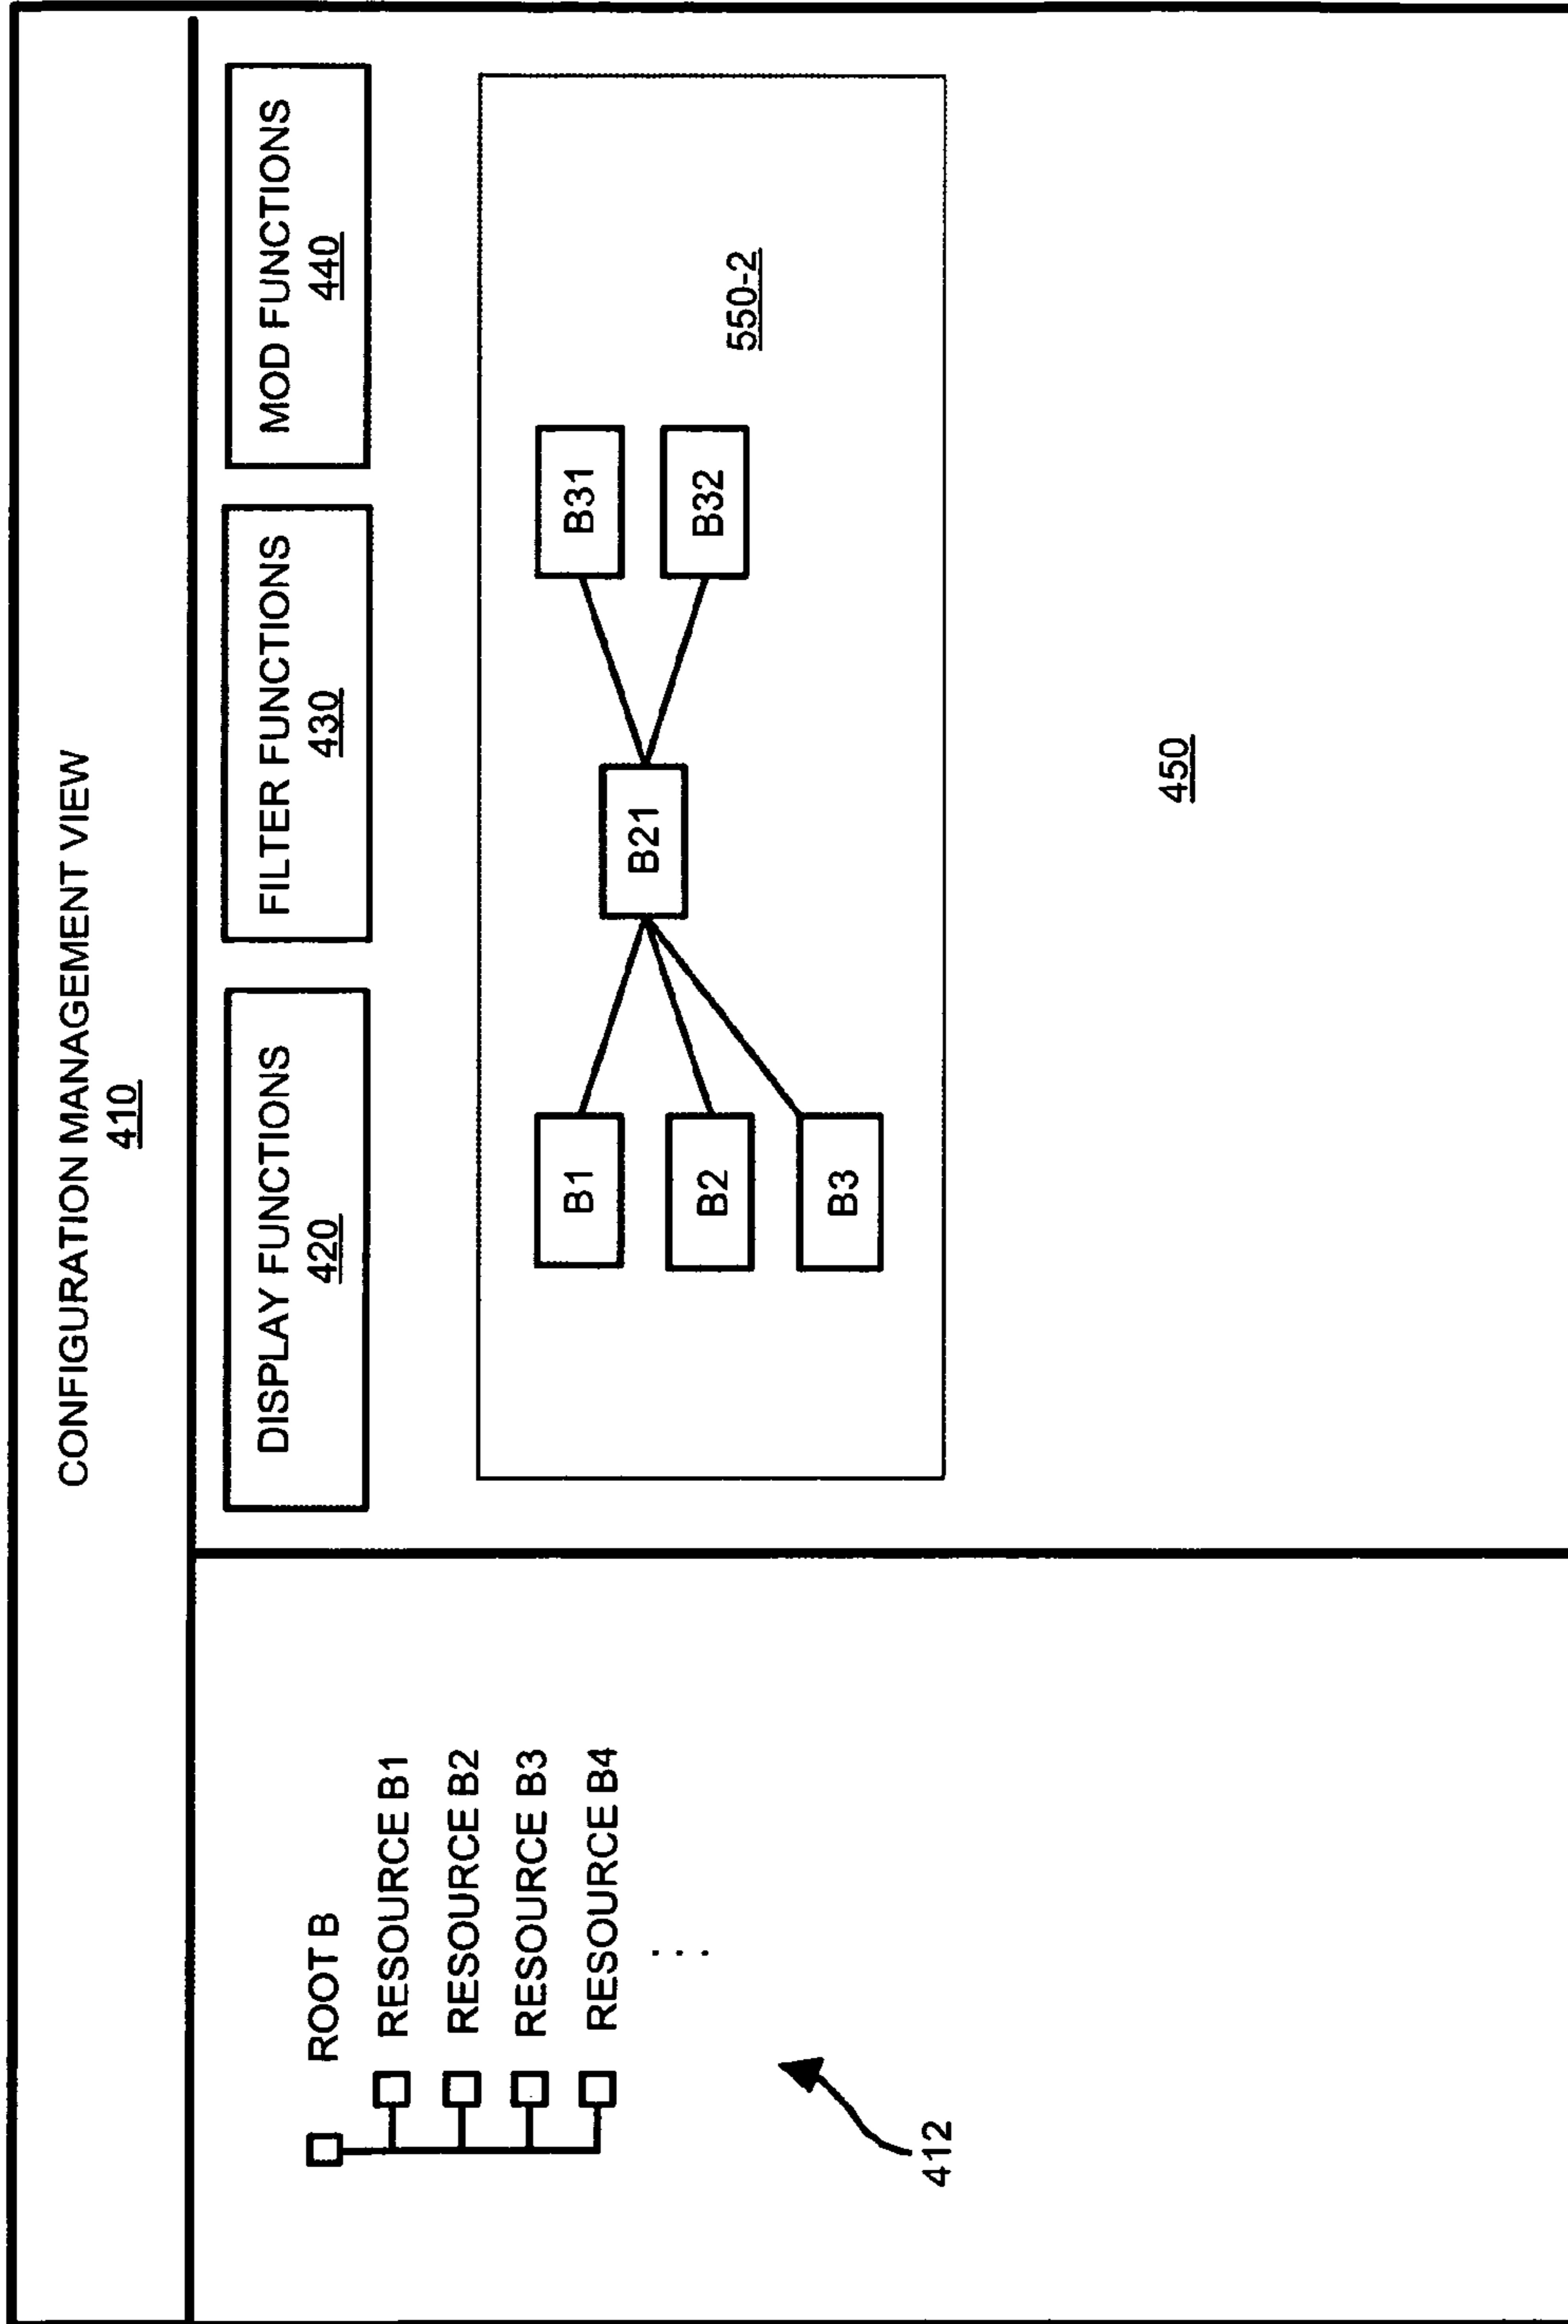 CONFIGURATION MANAGEMENT VIEW
410
ROOT B
RESOURCE B1
RESOURCE B2
RESOURCE B3
RESOURCE B4
. . .
412
DISPLAY FUNCTIONS
420
FILTER FUNCTIONS
430
MOD FUNCTIONS
440
B1
B2
B3
B21
B31
B32
550-2
450